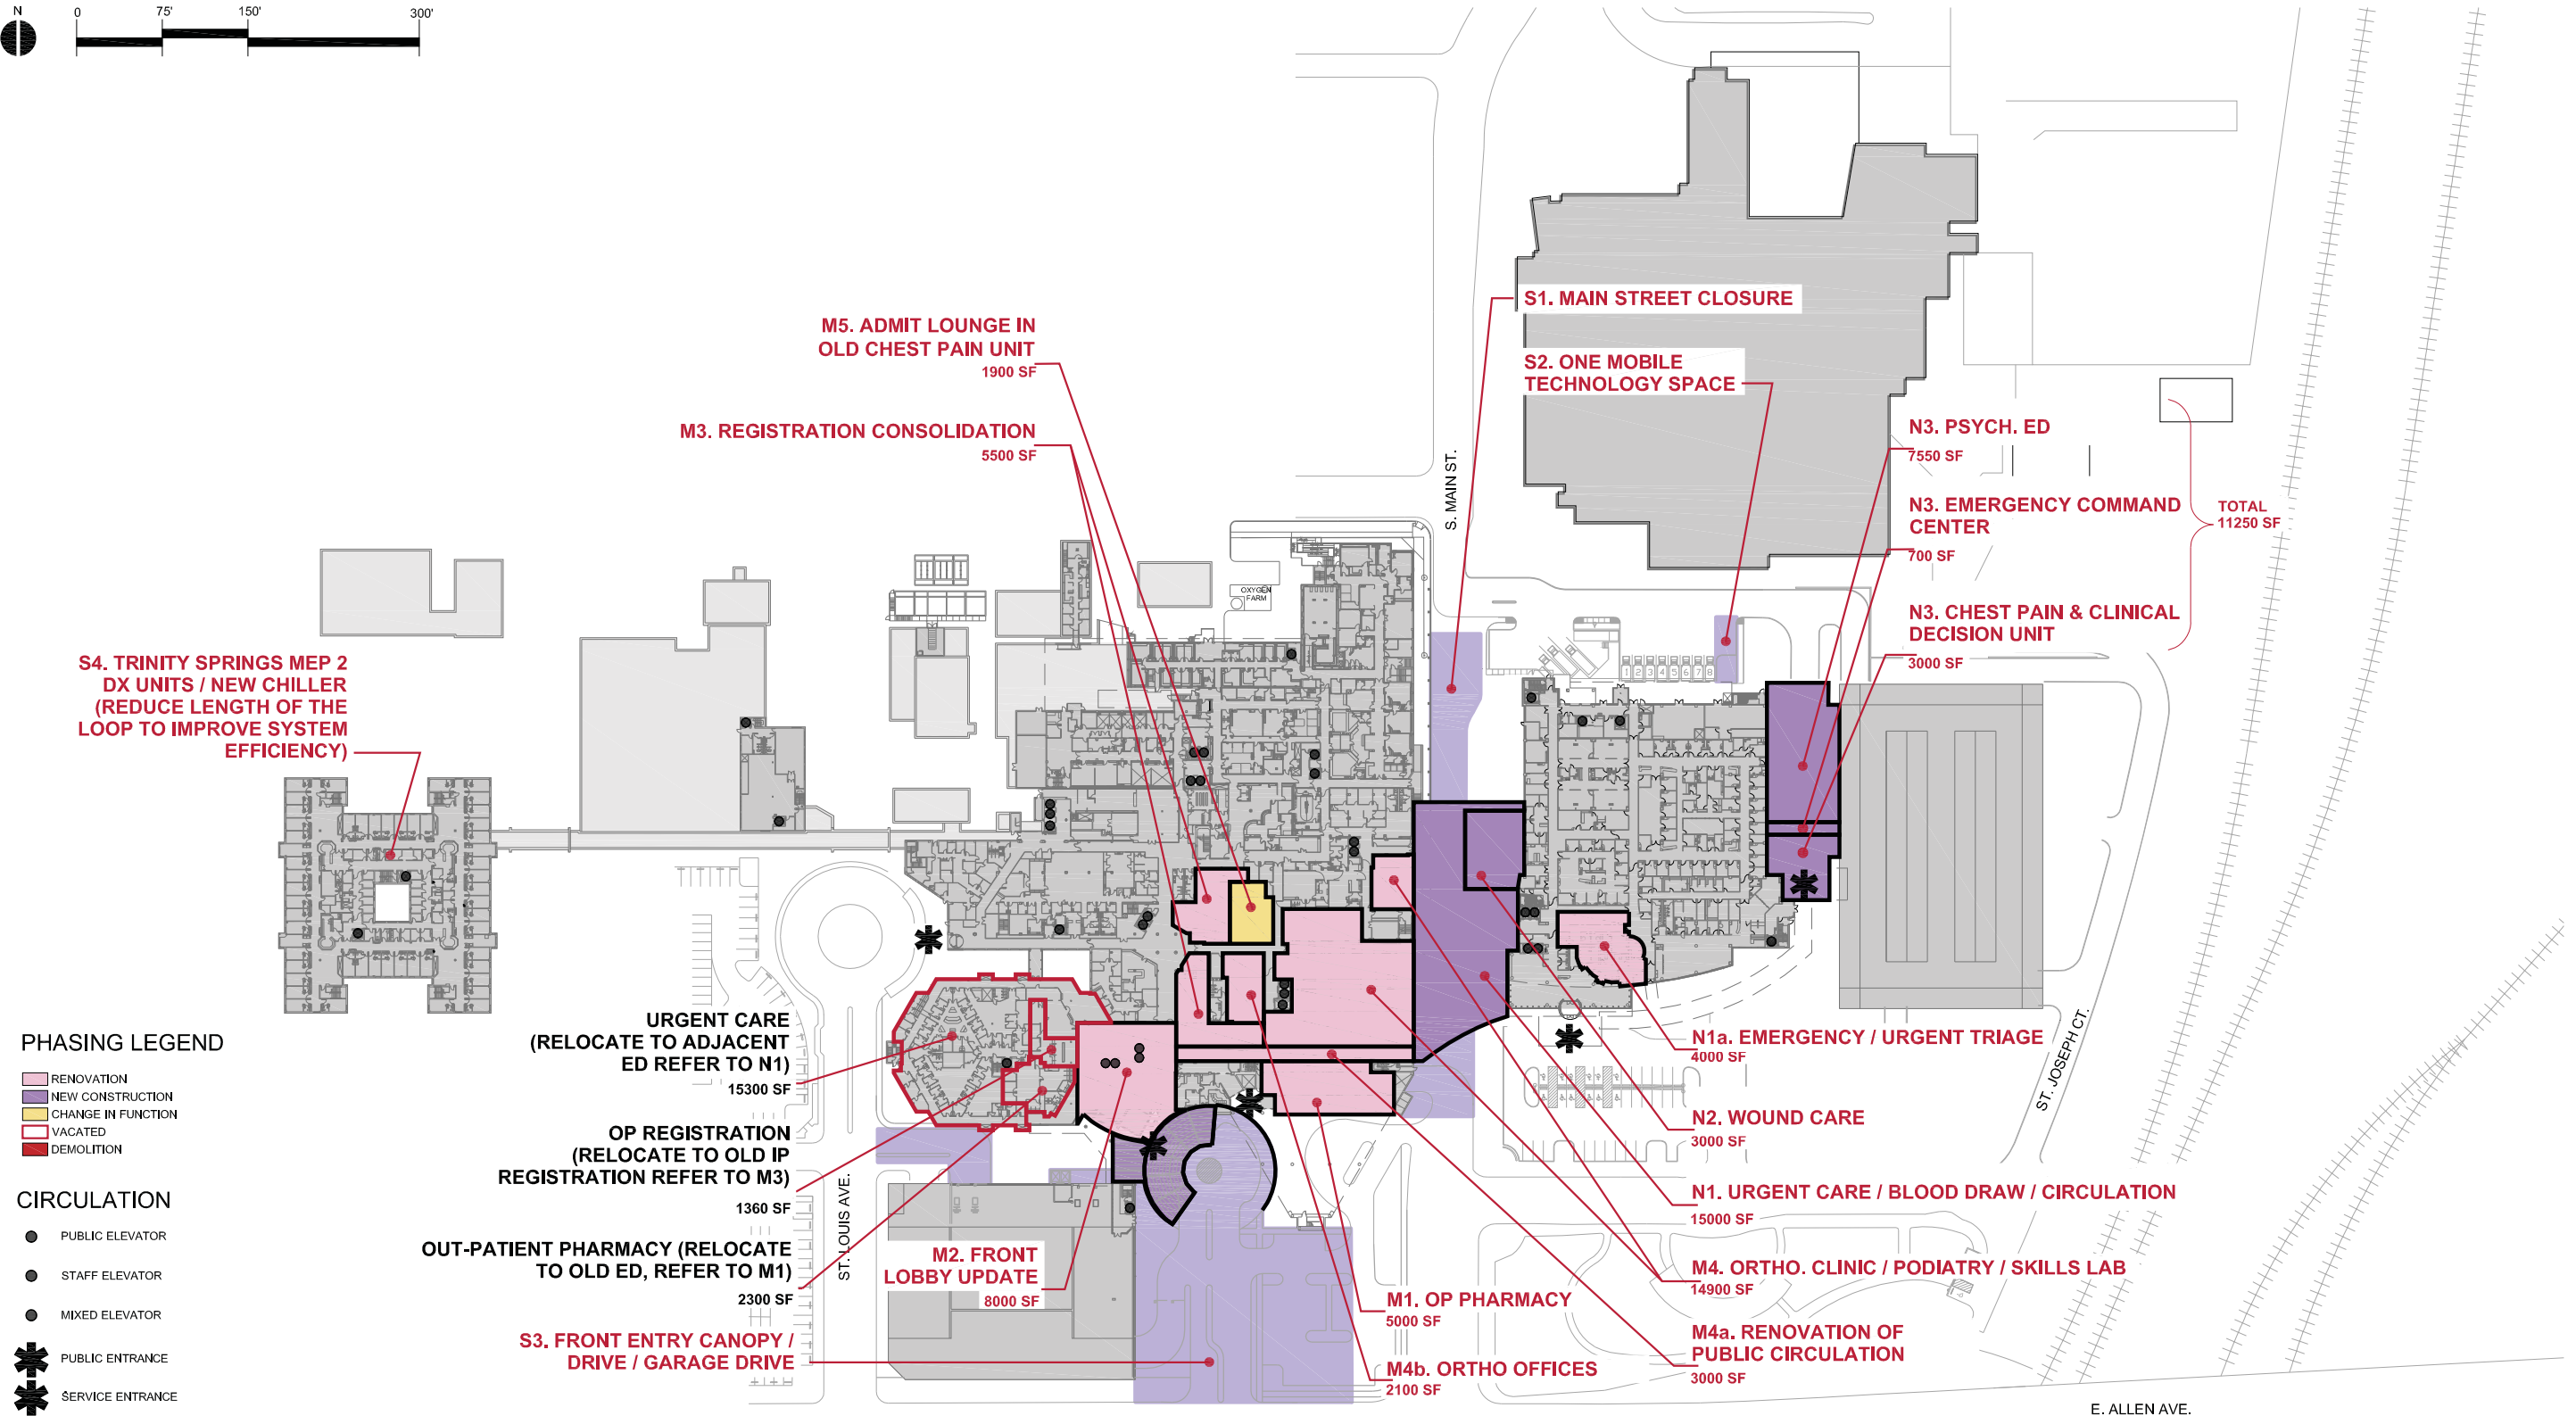 N
0 75' 150' 300'
S1. MAIN STREET CLOSURE
M5. ADMIT LOUNGE IN
OLD CHEST PAIN UNIT
1900 SF
S2. ONE MOBILE
TECHNOLOGY SPACE
M3. REGISTRATION CONSOLIDATION
5500 SF
S. MAIN ST.
N3. PSYCH. ED
7550 SF
N3. EMERGENCY COMMAND
CENTER
700 SF
TOTAL
11250 SF
N3. CHEST PAIN & CLINICAL
DECISION UNIT
3000 SF
OXYGEN
FARM
1 2 3 4 5 6 7 8
S4. TRINITY SPRINGS MEP 2
DX UNITS / NEW CHILLER
(REDUCE LENGTH OF THE
LOOP TO IMPROVE SYSTEM
EFFICIENCY)
PHASING LEGEND
RENOVATION
NEW CONSTRUCTION
CHANGE IN FUNCTION
VACATED
DEMOLITION
CIRCULATION
PUBLIC ELEVATOR
STAFF ELEVATOR
MIXED ELEVATOR
PUBLIC ENTRANCE
SERVICE ENTRANCE
URGENT CARE
(RELOCATE TO ADJACENT
ED REFER TO N1)
15300 SF
OP REGISTRATION
(RELOCATE TO OLD IP
REGISTRATION REFER TO M3)
1360 SF
OUT-PATIENT PHARMACY (RELOCATE
TO OLD ED, REFER TO M1)
2300 SF
ST. LOUIS AVE.
M2. FRONT
LOBBY UPDATE
8000 SF
S3. FRONT ENTRY CANOPY /
DRIVE / GARAGE DRIVE
N1a. EMERGENCY / URGENT TRIAGE
4000 SF
N2. WOUND CARE
3000 SF
N1. URGENT CARE / BLOOD DRAW / CIRCULATION
15000 SF
M4. ORTHO. CLINIC / PODIATRY / SKILLS LAB
14900 SF
M1. OP PHARMACY
5000 SF
M4a. RENOVATION OF
PUBLIC CIRCULATION
3000 SF
M4b. ORTHO OFFICES
2100 SF
ST. JOSEPH CT.
E. ALLEN AVE.